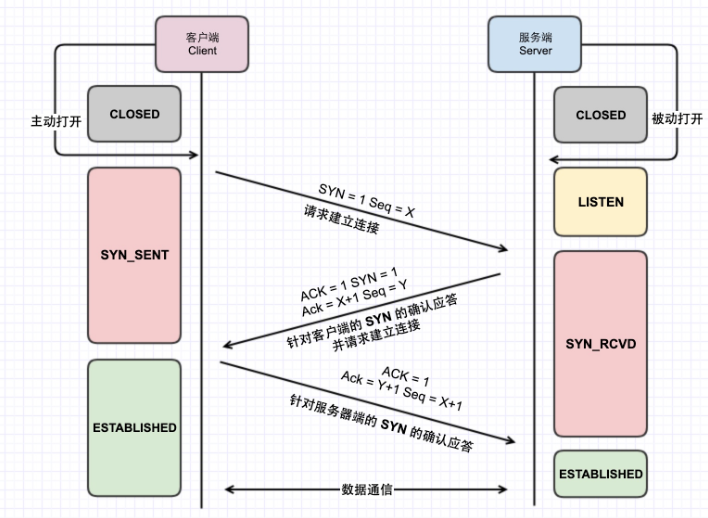 客户端
Client
服务端
Server
CLOSED
CLOSED
主动打开
被动打开
SYN = 1 Seq = X
请求建立连接
LISTEN
SYN_SENT
ACK = 1 SYN = 1
Ack = X+1 Seq = Y
针对客户端的 SYN 的确认应答
并请求建立连接
SYN_RCVD
ACK = 1
Ack = Y+1 Seq = X+1
针对服务器端的 SYN 的确认应答
ESTABLISHED
ESTABLISHED
数据通信